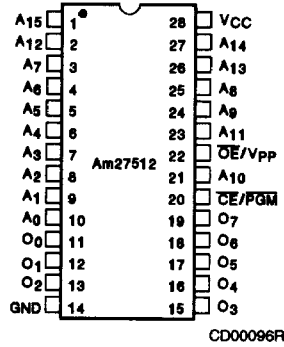 A15 1 28 VCC
A12 2 27 A14
A7 3 26 A13
A6 4 25 A8
A5 5 24 A9
A4 6 23 A11
A3 7 22 OE/VPP
A2 8 Am27512 21 A10
A1 9 20 CE/PGM
A0 10 19 O7
O0 11 18 O6
O1 12 17 O5
O2 13 16 O4
GND 14 15 O3
CD00096R